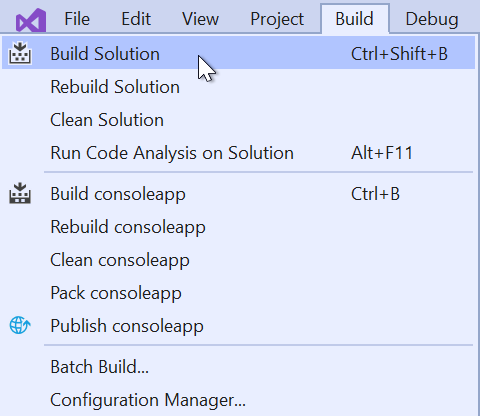 File Edit View Project Build Debug
Build Solution Ctrl+Shift+B
Rebuild Solution
Clean Solution
Run Code Analysis on Solution Alt+F11
Build consoleapp Ctrl+B
Rebuild consoleapp
Clean consoleapp
Pack consoleapp
Publish consoleapp
Batch Build...
Configuration Manager...